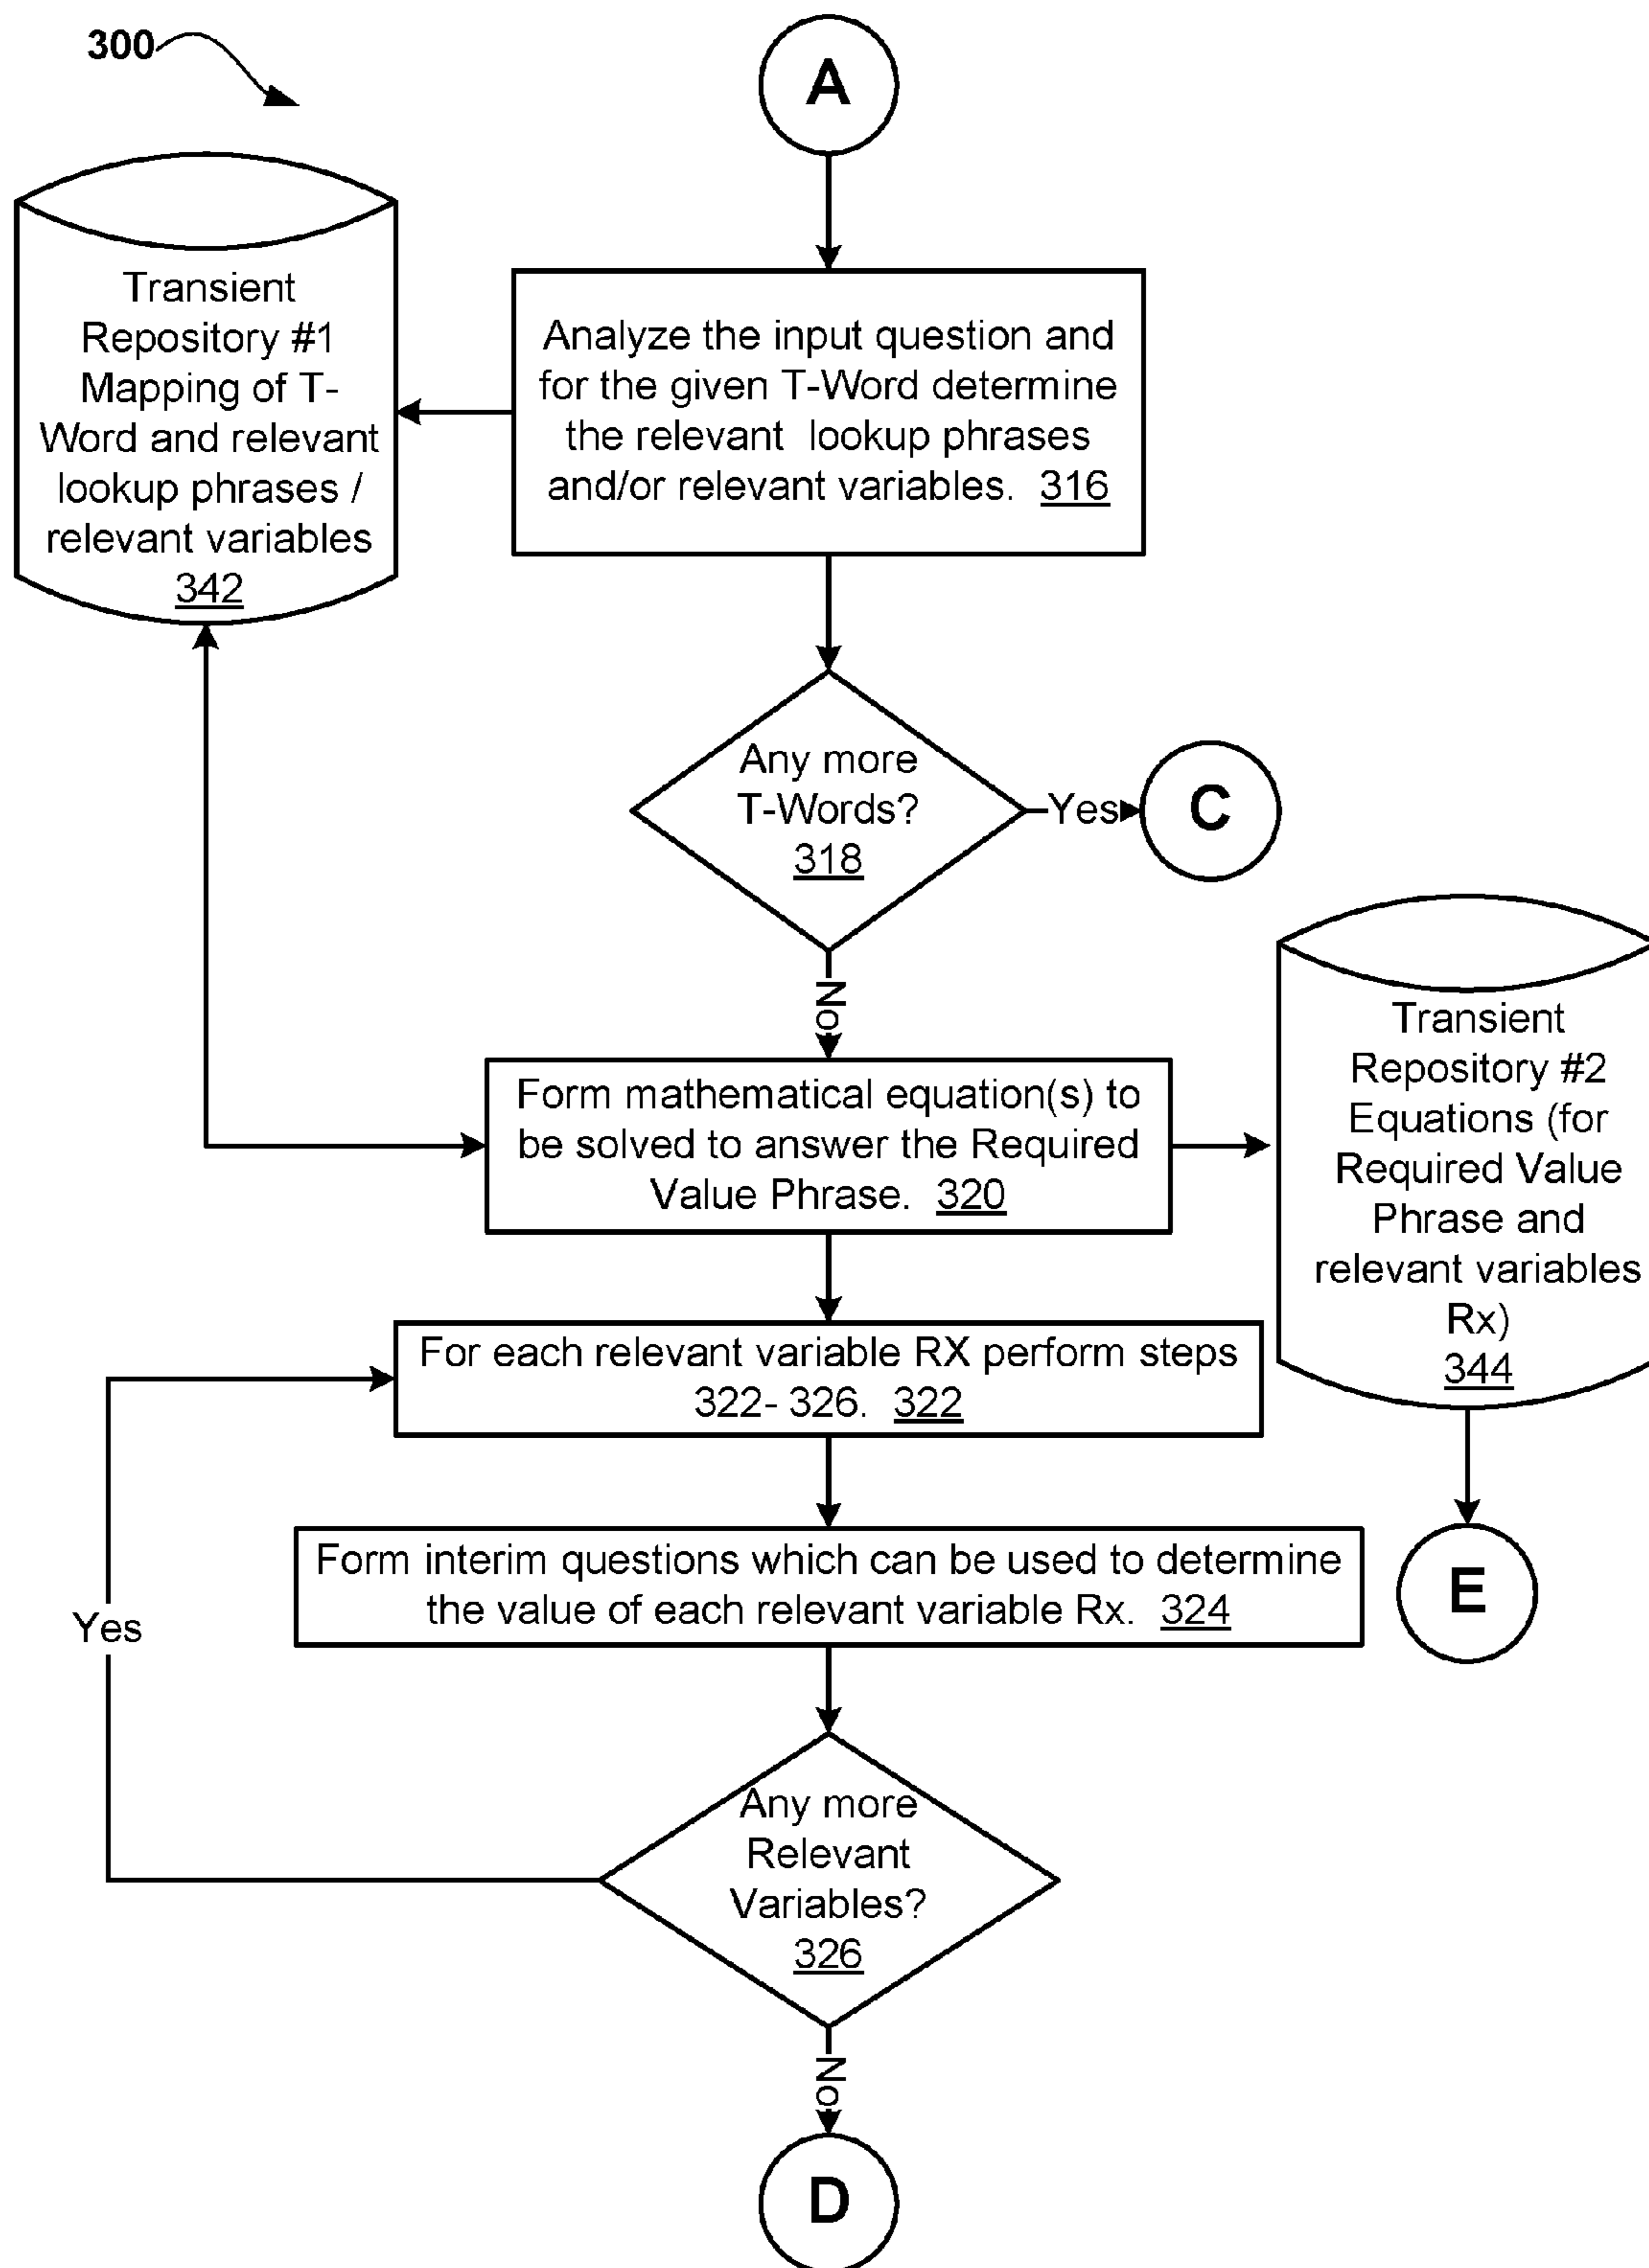 300
A
Transient
Repository #1
Mapping of T-
Word and relevant
lookup phrases /
relevant variables
342
Analyze the input question and
for the given T-Word determine
the relevant lookup phrases
and/or relevant variables. 316
Any more
T-Words?
318
Yes
C
No
Form mathematical equation(s) to
be solved to answer the Required
Value Phrase. 320
Transient
Repository #2
Equations (for
Required Value
Phrase and
relevant variables
Rx)
344
For each relevant variable RX perform steps
322- 326. 322
Form interim questions which can be used to determine
the value of each relevant variable Rx. 324
E
Yes
Any more
Relevant
Variables?
326
No
D